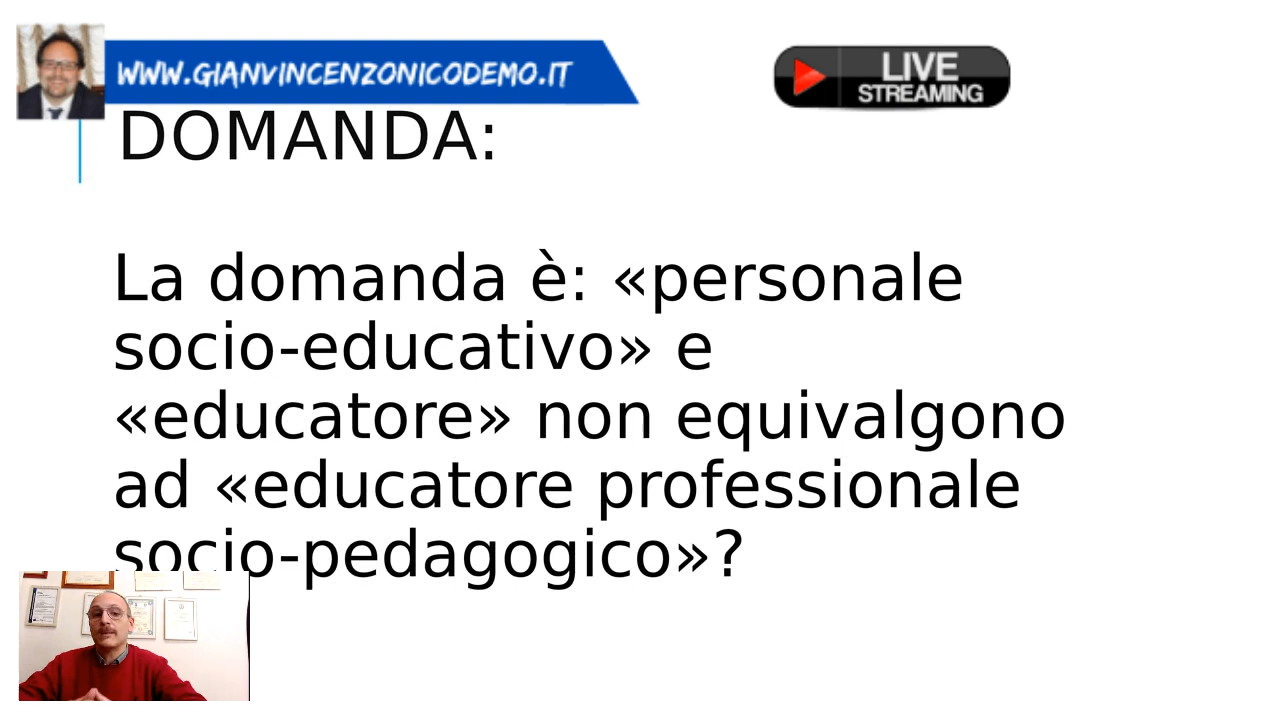 WWW.GIANVINCENZONICODEMO.IT
LIVE
STREAMING
DOMANDA:
La domanda è: «personale
socio-educativo» e
«educatore» non equivalgono
ad «educatore professionale
socio-pedagogico»?